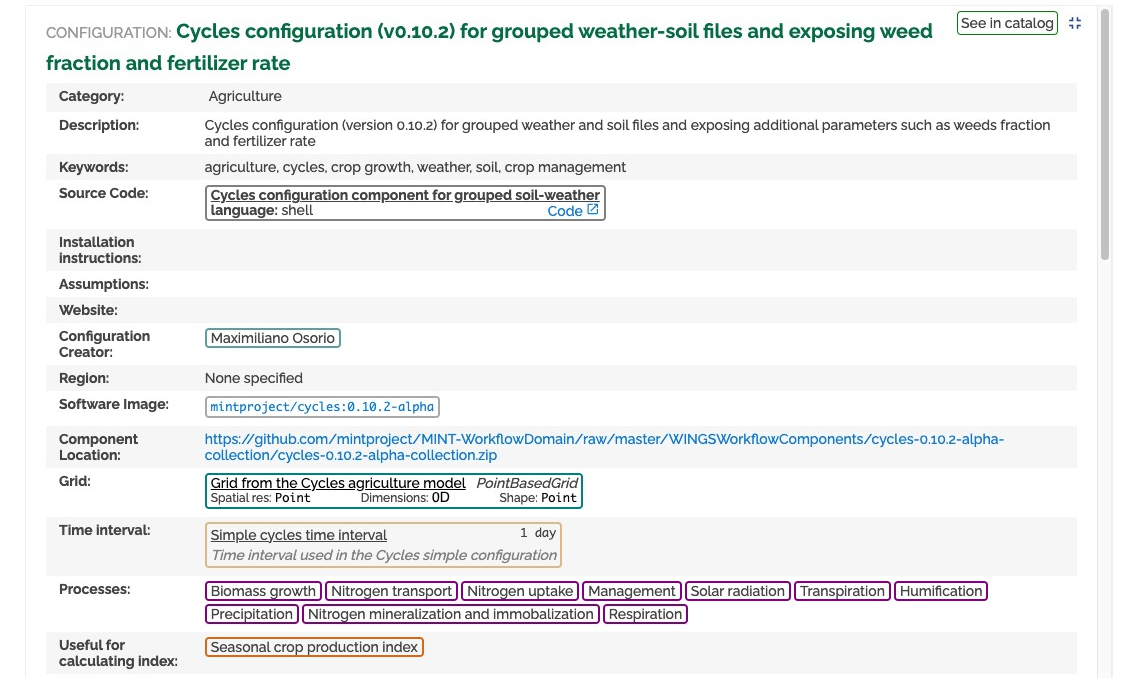 CONFIGURATION: Cycles configuration (v0.10.2) for grouped weather-soil files and exposing weed
fraction and fertilizer rate
See in catalog
Category: Agriculture
Description: Cycles configuration (version 0.10.2) for grouped weather and soil files and exposing additional parameters such as weeds fraction
and fertilizer rate
Keywords: agriculture, cycles, crop growth, weather, soil, crop management
Source Code: Cycles configuration component for grouped soil-weather
language: shell Code
Installation
instructions:
Assumptions:
Website:
Configuration
Creator:
Maximiliano Osorio
Region: None specified
Software Image: mintproject/cycles:0.10.2-alpha
Component
Location:
https://github.com/mintproject/MINT-WorkflowDomain/raw/master/WINGSWorkflowComponents/cycles-0.10.2-alpha-
collection/cycles-0.10.2-alpha-collection.zip
Grid: Grid from the Cycles agriculture model PointBasedGrid
Spatial res: Point Dimensions: 0D Shape: Point
Time interval: Simple cycles time interval 1 day
Time interval used in the Cycles simple configuration
Processes: Biomass growth Nitrogen transport Nitrogen uptake Management Solar radiation Transpiration Humification
Precipitation Nitrogen mineralization and immobalization Respiration
Useful for
calculating index:
Seasonal crop production index